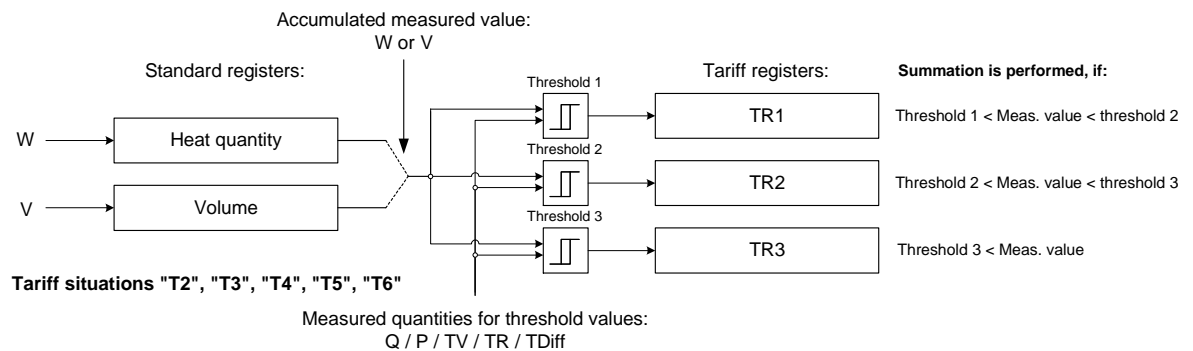 Accumulated measured value:
W or V
Standard registers:
Tariff registers:
Summation is performed, if:
Threshold 1
W
Heat quantity
TR1
Threshold 1 < Meas. value < threshold 2
Threshold 2
V
Volume
TR2
Threshold 2 < Meas. value < threshold 3
Threshold 3
TR3
Threshold 3 < Meas. value
Tariff situations "T2", "T3", "T4", "T5", "T6"
Measured quantities for threshold values:
Q / P / TV / TR / TDiff